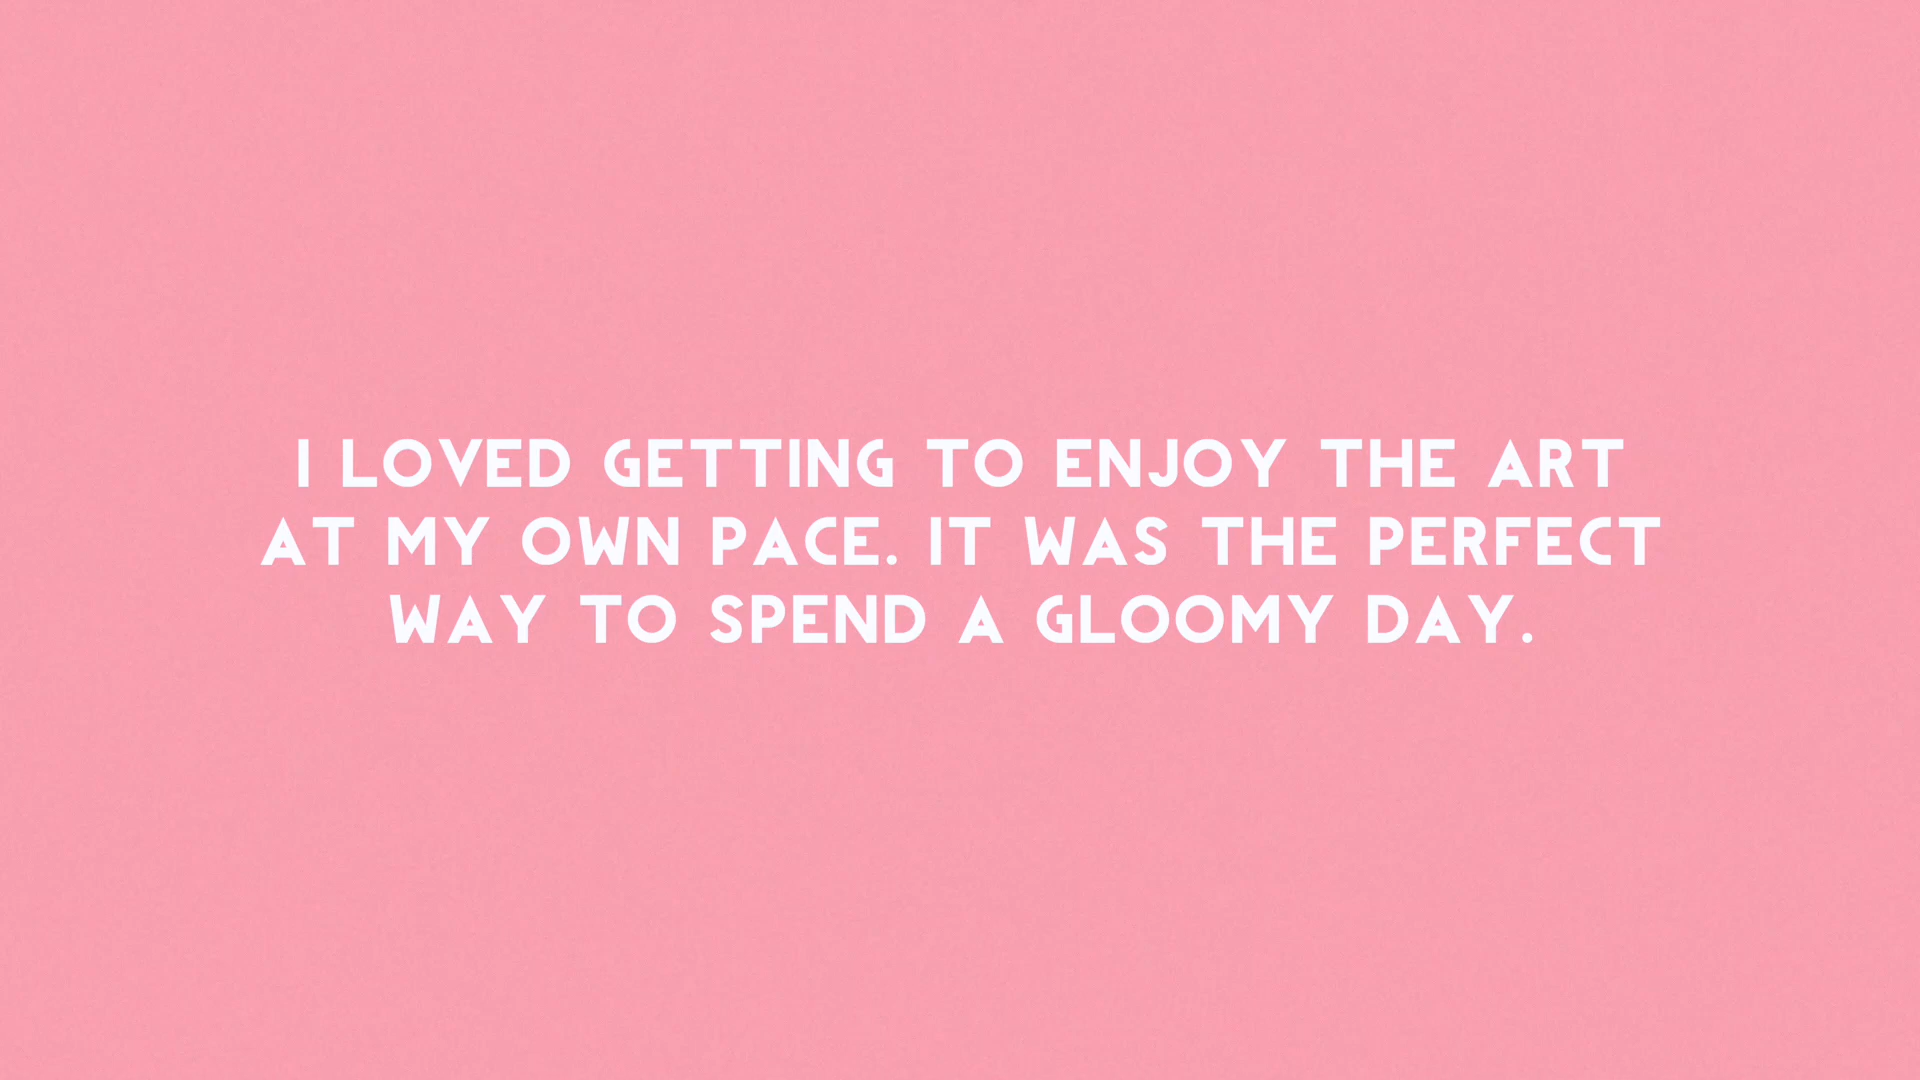 I LOVED GETTING TO ENJOY THE ART
AT MY OWN PACE. IT WAS THE PERFECT
WAY TO SPEND A GLOOMY DAY.